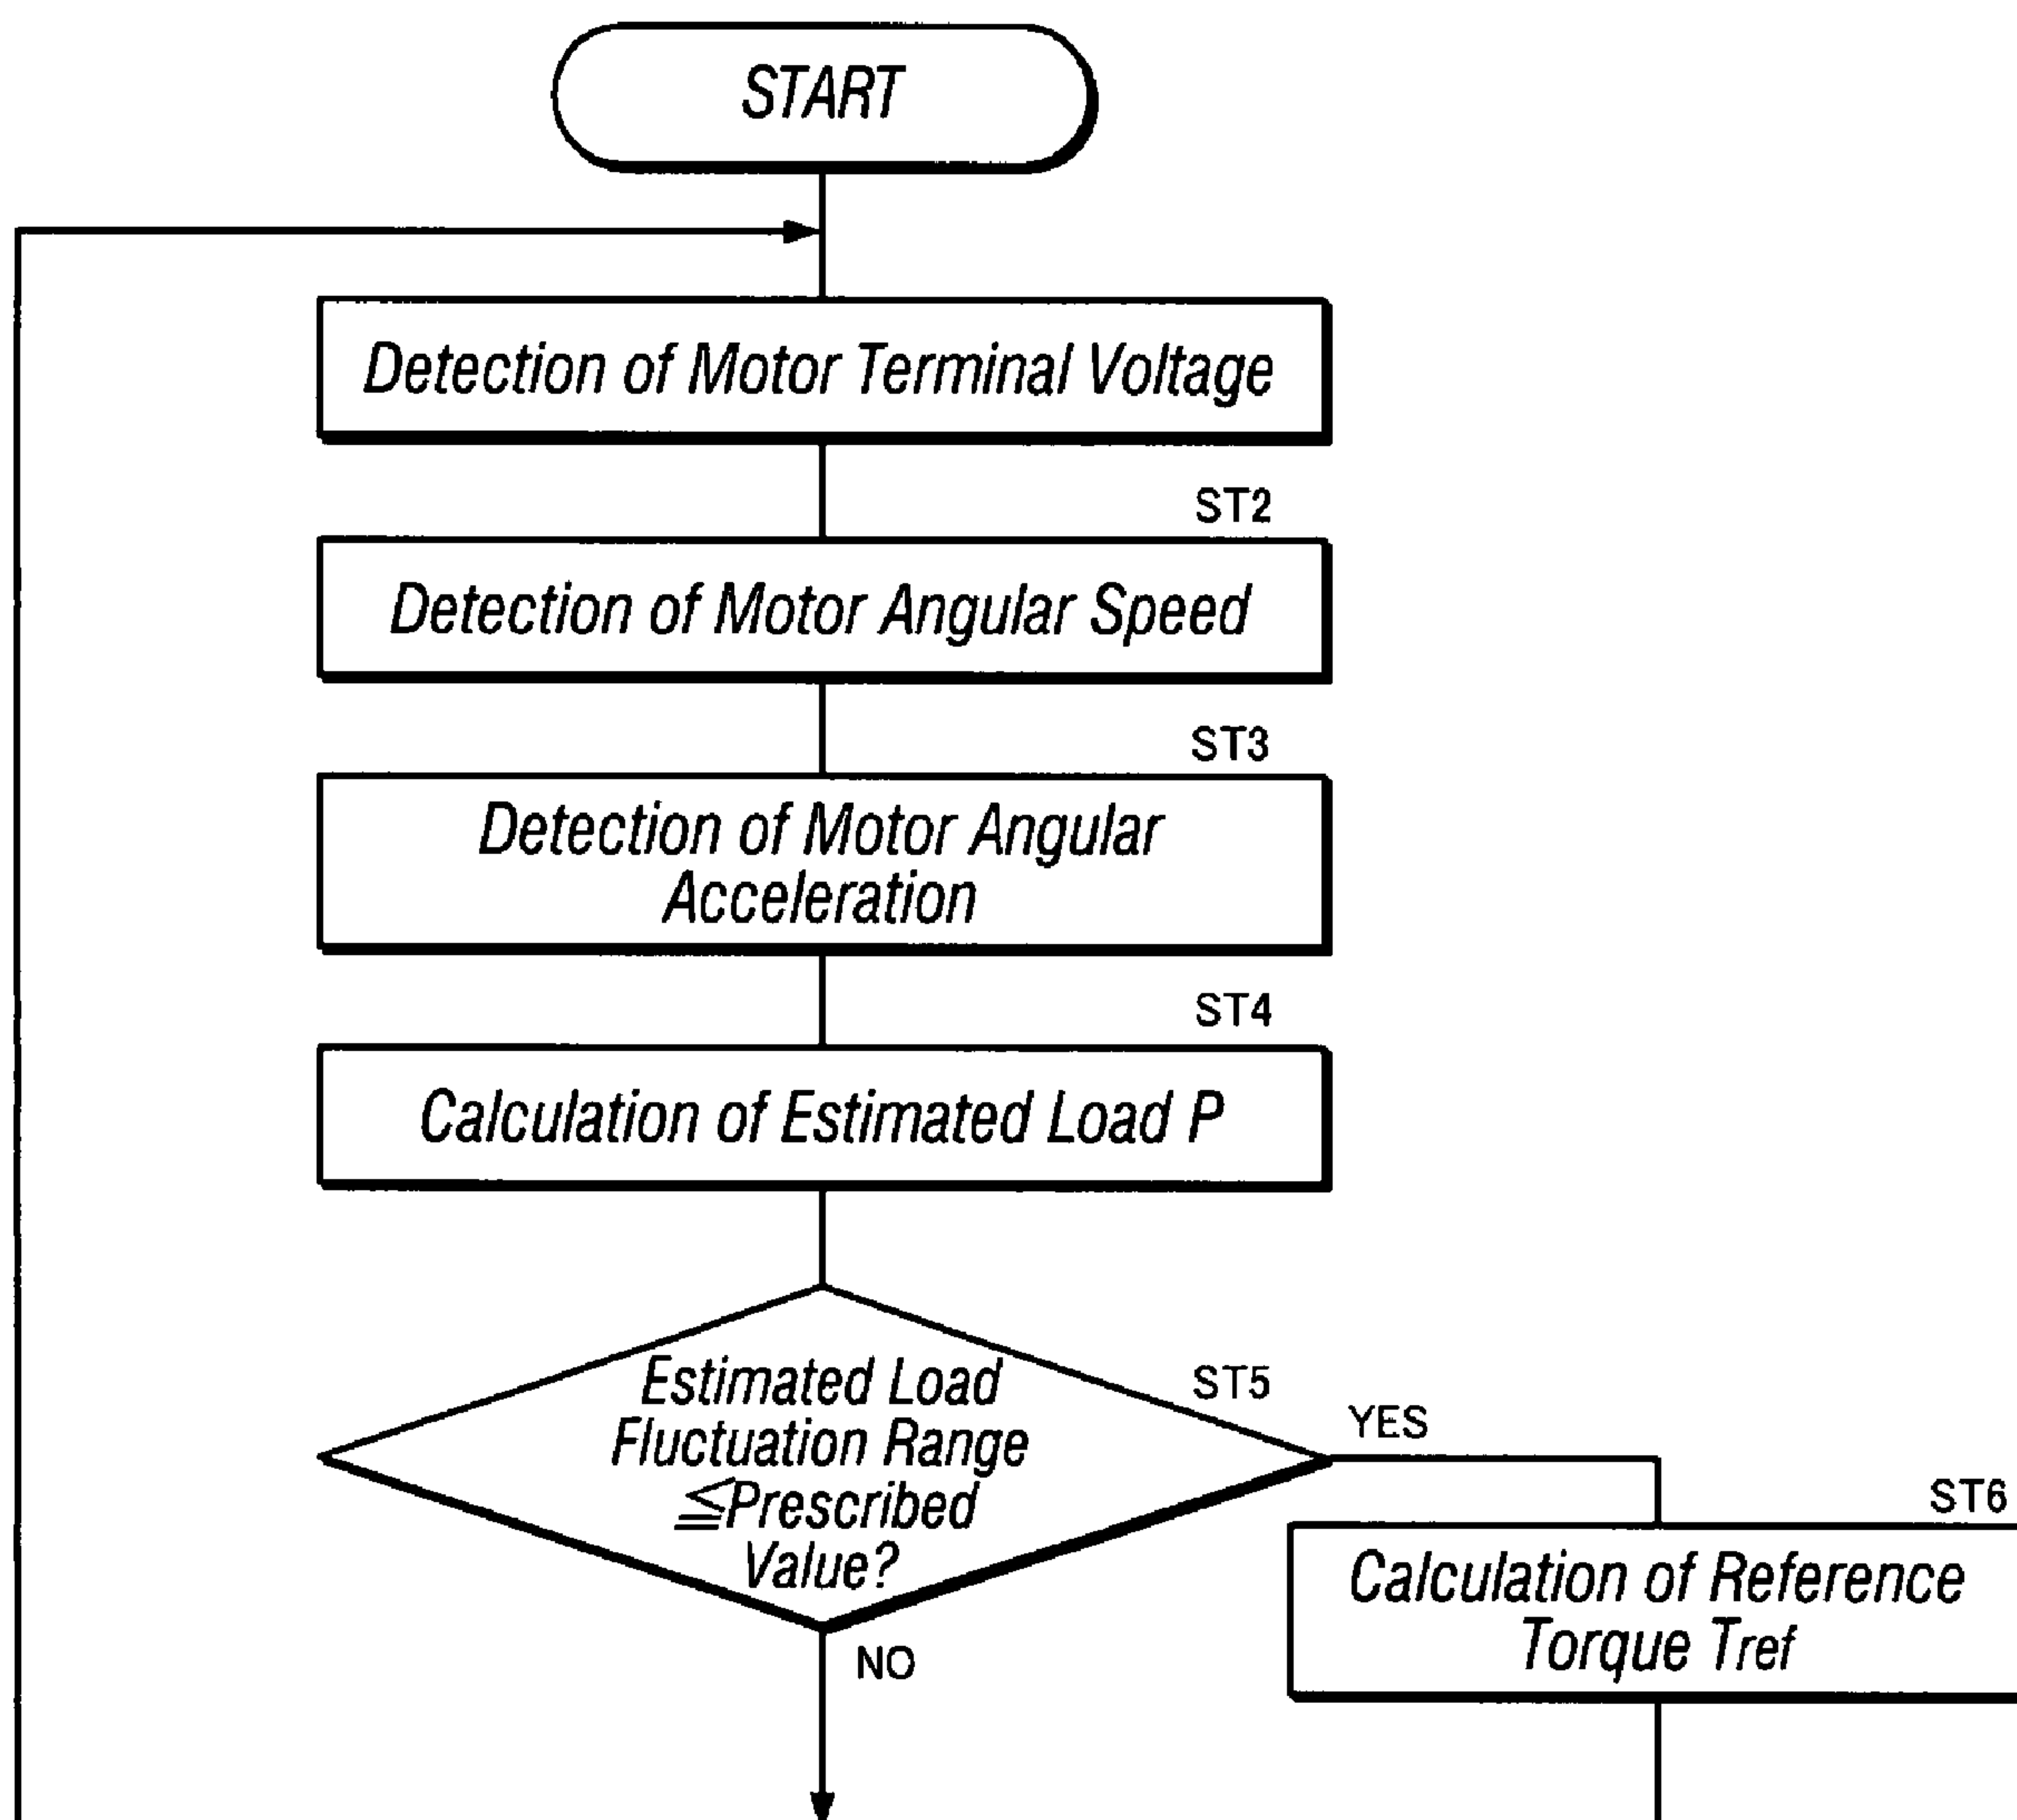 START
Detection of Motor Terminal Voltage
ST2
Detection of Motor Angular Speed
ST3
Detection of Motor Angular
Acceleration
ST4
Calculation of Estimated Load P
ST5
Estimated Load
Fluctuation Range
≦Prescribed
Value?
YES
NO
ST6
Calculation of Reference
Torque Tref